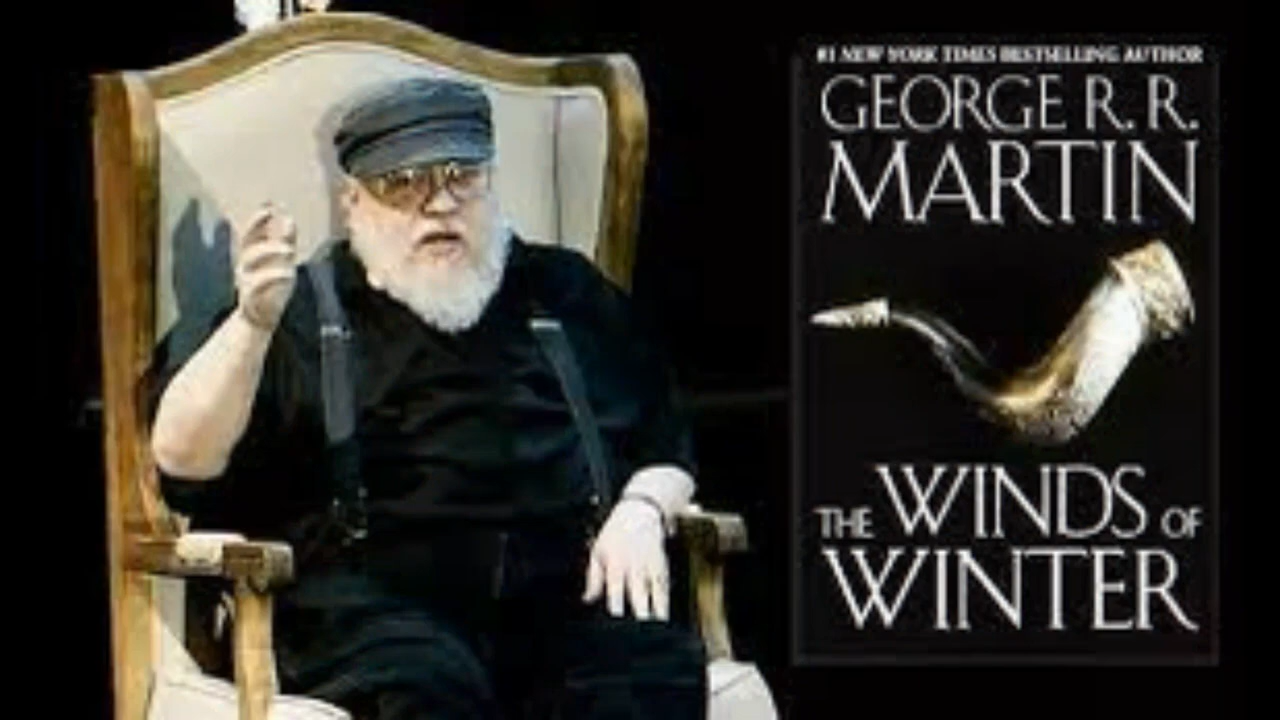 #1 NEW YORK TIMES BESTSELLING AUTHOR
GEORGE R. R.
MARTIN
THE WINDS OF
WINTER